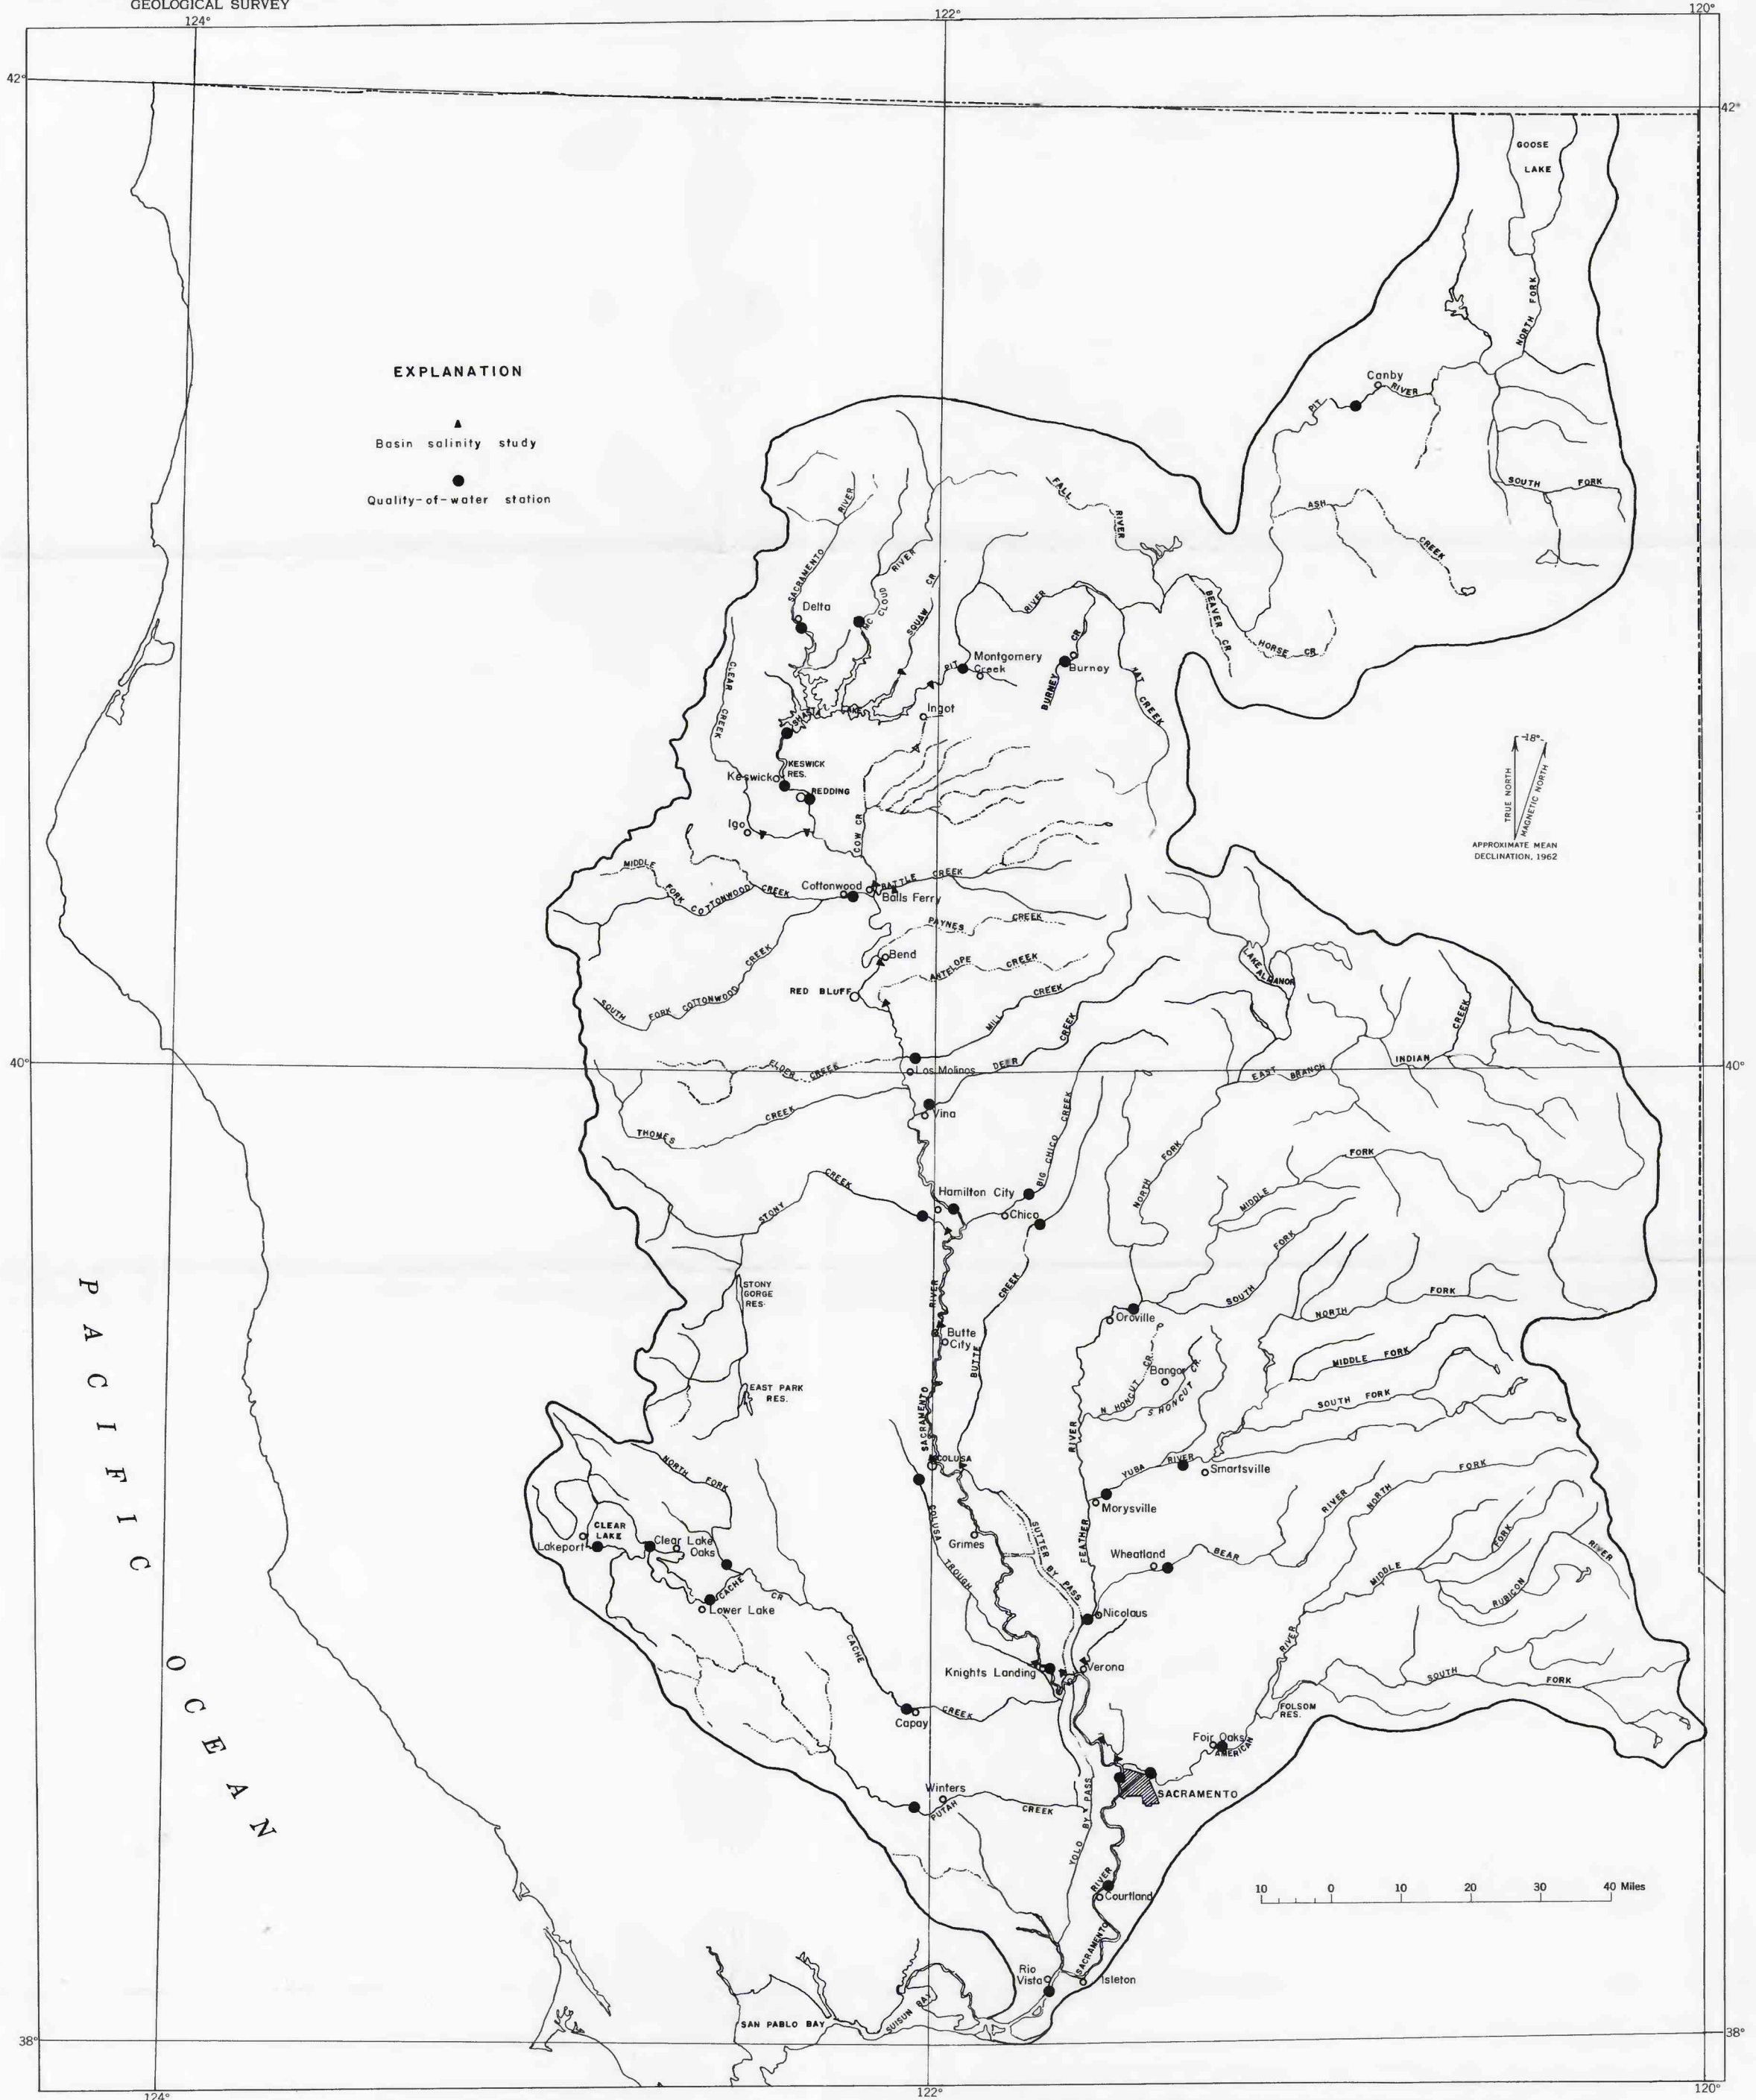 GEOLOGICAL SURVEY
124°
122°
120°
42°
42°
GOOSE
LAKE
NORTH FORK
EXPLANATION
Basin salinity study
Quality-of-water station
Canby
PIT
RIVER
SOUTH FORK
ASH
CREEK
FALL
RIVER
SACRAMENTO
RIVER
MC CLOUD
RIVER
SQUAW CR
Delta
CLEAR CREEK
PIT
RIVER
Montgomery
Creek
BURNEY
CR
Burney
HAT CREEK
BEAVER CR
HORSE CR
SHASTA LAKE
Ingot
KESWICK
RES.
Keswick
REDDING
Igo
COW CR
18°
TRUE NORTH
MAGNETIC NORTH
APPROXIMATE MEAN
DECLINATION, 1962
MIDDLE
FORK
COTTONWOOD
CREEK
Cottonwood
BATTLE CREEK
Balls Ferry
PAYNES CREEK
Bend
ANTELOPE CREEK
RED BLUFF
SOUTH FORK COTTONWOOD
CREEK
MILL CREEK
DEER CREEK
LAKE ALMANOR
CREEK
INDIAN
EAST BRANCH
40°
40°
ELDER CREEK
Los Molinos
Vina
THOMES
CREEK
BIG CHICO CREEK
NORTH FORK
MIDDLE
FORK
Hamilton City
Chico
STONY
CREEK
STONY
GORGE
RES.
SOUTH
FORK
RIVER
CREEK
Oroville
NORTH
FORK
Butte
City
BUTTE
MIDDLE FORK
Bangor
N HONCUT CR.
S HONCUT CR.
SOUTH FORK
EAST PARK
RES.
SACRAMENTO
RIVER
COLUSA
YUBA
RIVER
Smartsville
NORTH
FORK
NORTH
FORK
Marysville
RIVER
CLEAR
LAKE
Lakeport
Clear Lake
Oaks
COLUSA
TROUGH
Grimes
SUTTER BY PASS
FEATHER
Wheatland
BEAR
MIDDLE
FORK
RIVER
RUBICON
CACHE
CR
Lower Lake
Nicolaus
RIVER
CACHE
Knights Landing
Verona
SOUTH
FORK
CREEK
Capay
FOLSOM
RES.
Fair Oaks
AMERICAN
Winters
PUTAH
CREEK
YOLO BY PASS
SACRAMENTO
RIVER
Courtland
SACRAMENTO
Rio
Vista
Isleton
10 0 10 20 30 40 Miles
PACIFIC
OCEAN
SAN PABLO BAY
SUISUN BAY
38°
38°
124°
122°
120°